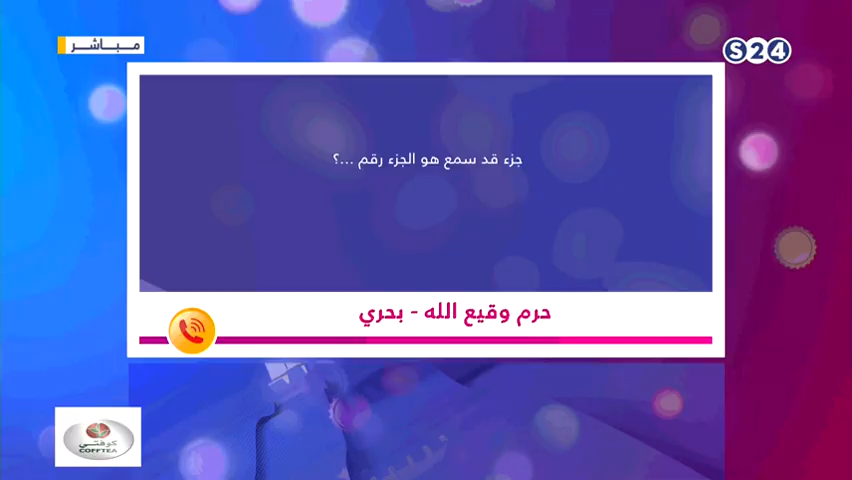 مباشر
S24
جزء قد سمع هو الجزء رقم ...؟
حرم وقيع الله - بحري
كوفتي
COFFTEA